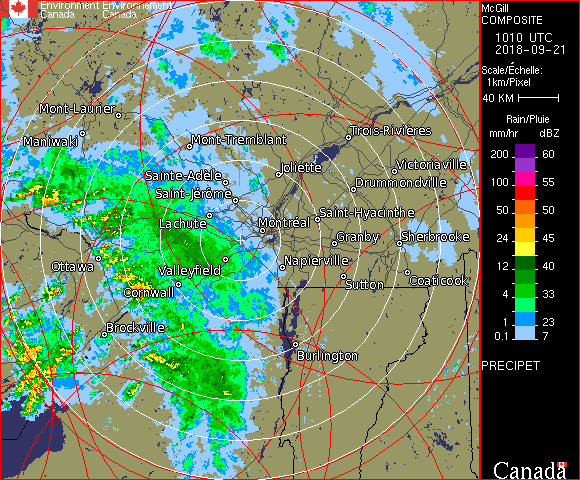 Environment Environnement
Canada Canada
McGill
COMPOSITE
1010 UTC
2018-09-21
Scale/Échelle:
1km/Pixel
40 KM
Rain/Pluie
mm/hr dBZ
200 60
100 55
50 50
24 45
12 40
4 33
1 23
0.1 7
PRECIPET
Canada
Mont-Laurier
Maniwaki
Mont-Tremblant
Trois-Rivières
Joliette
Victoriaville
Sainte-Adèle
Drummondville
Saint-Jérôme
Saint-Hyacinthe
Lachute
Montréal
Granby
Sherbrooke
Ottawa
Valleyfield
Napierville
Coaticook
Sutton
Cornwall
Brockville
Burlington